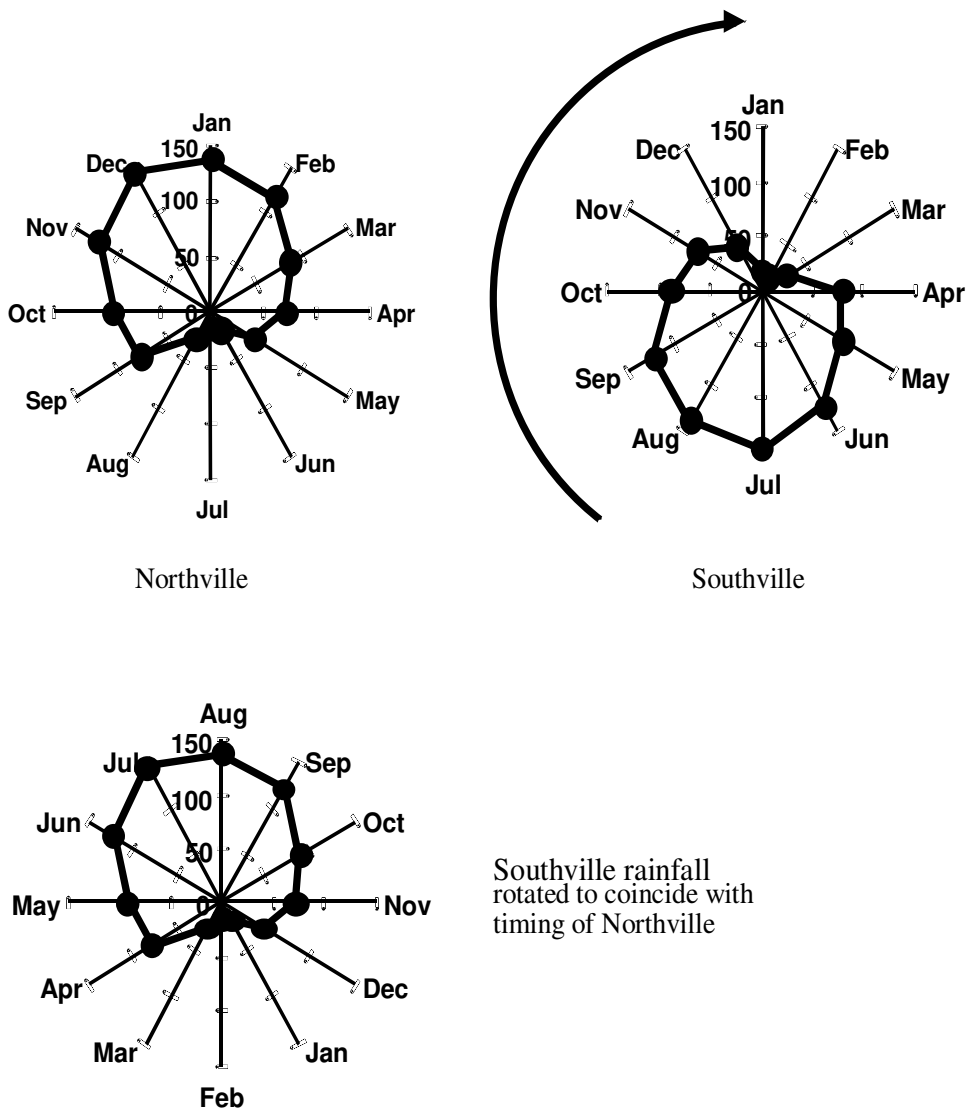 Jan
150
Dec
Feb
100
Nov
Mar
50
Oct
0
Apr
Sep
May
Aug
Jun
Jul
Northville
Jan
150
Dec
Feb
100
Nov
Mar
50
Oct
0
Apr
Sep
May
Aug
Jun
Jul
Southville
Aug
150
Jul
Sep
100
Jun
Oct
50
May
0
Nov
Apr
Dec
Mar
Jan
Feb
Southville rainfall
rotated to coincide with
timing of Northville